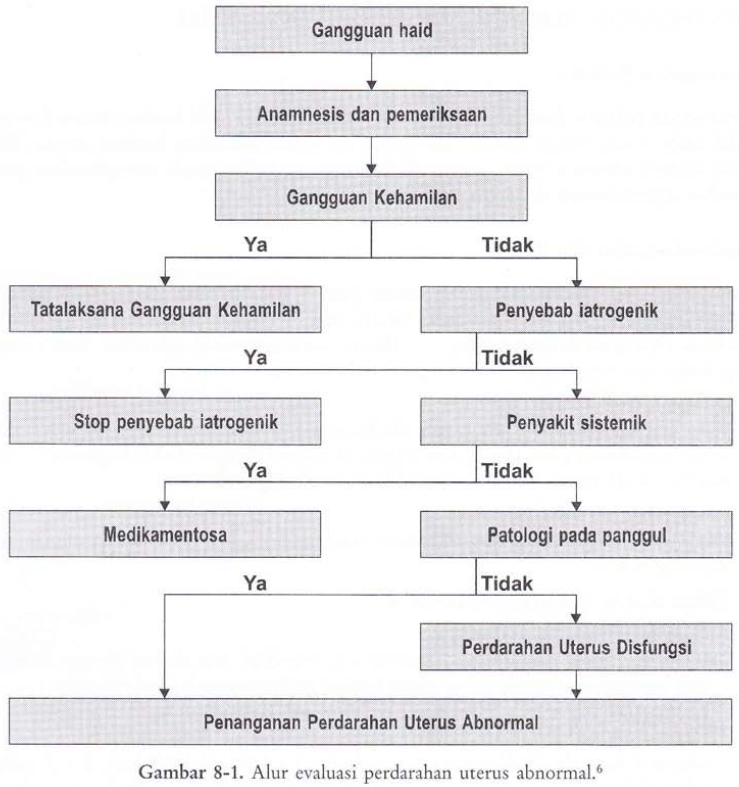 Gangguan haid
Anamnesis dan pemeriksaan
Gangguan Kehamilan
Ya
Tidak
Tatalaksana Gangguan Kehamilan
Penyebab iatrogenik
Ya
Tidak
Stop penyebab iatrogenik
Penyakit sistemik
Ya
Tidak
Medikamentosa
Patologi pada panggul
Ya
Tidak
Perdarahan Uterus Disfungsi
Penanganan Perdarahan Uterus Abnormal
Gambar 8-1. Alur evaluasi perdarahan uterus abnormal.⁶